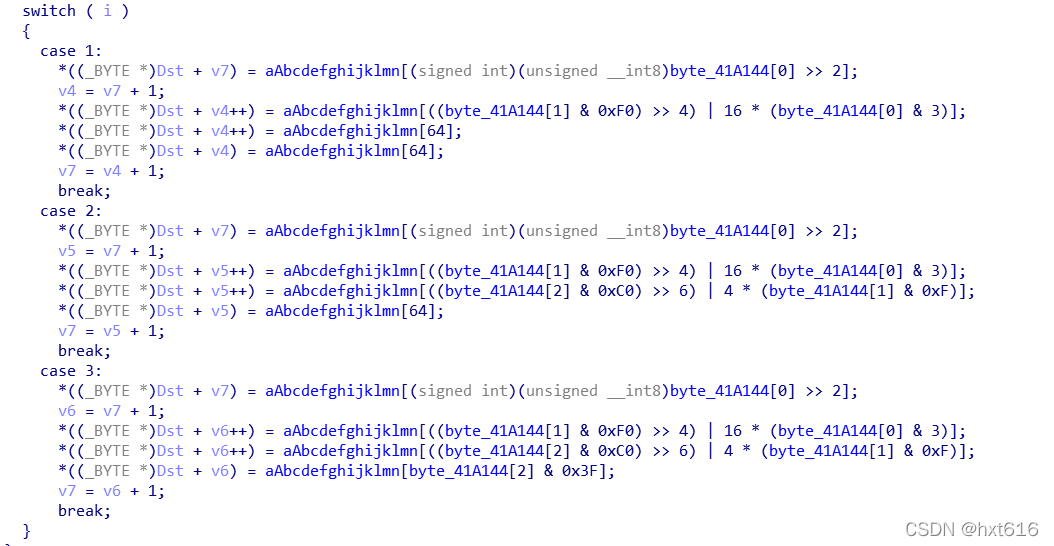 switch ( i )
{
case 1:
*((_BYTE *)Dst + v7) = aAbcdefghijklmn[(signed int)(unsigned __int8)byte_41A144[0] >> 2];
v4 = v7 + 1;
*((_BYTE *)Dst + v4++) = aAbcdefghijklmn[((byte_41A144[1] & 0xF0) >> 4) | 16 * (byte_41A144[0] & 3)];
*((_BYTE *)Dst + v4++) = aAbcdefghijklmn[64];
*((_BYTE *)Dst + v4) = aAbcdefghijklmn[64];
v7 = v4 + 1;
break;
case 2:
*((_BYTE *)Dst + v7) = aAbcdefghijklmn[(signed int)(unsigned __int8)byte_41A144[0] >> 2];
v5 = v7 + 1;
*((_BYTE *)Dst + v5++) = aAbcdefghijklmn[((byte_41A144[1] & 0xF0) >> 4) | 16 * (byte_41A144[0] & 3)];
*((_BYTE *)Dst + v5++) = aAbcdefghijklmn[((byte_41A144[2] & 0xC0) >> 6) | 4 * (byte_41A144[1] & 0xF)];
*((_BYTE *)Dst + v5) = aAbcdefghijklmn[64];
v7 = v5 + 1;
break;
case 3:
*((_BYTE *)Dst + v7) = aAbcdefghijklmn[(signed int)(unsigned __int8)byte_41A144[0] >> 2];
v6 = v7 + 1;
*((_BYTE *)Dst + v6++) = aAbcdefghijklmn[((byte_41A144[1] & 0xF0) >> 4) | 16 * (byte_41A144[0] & 3)];
*((_BYTE *)Dst + v6++) = aAbcdefghijklmn[((byte_41A144[2] & 0xC0) >> 6) | 4 * (byte_41A144[1] & 0xF)];
*((_BYTE *)Dst + v6) = aAbcdefghijklmn[byte_41A144[2] & 0x3F];
v7 = v6 + 1;
break;
}
CSDN @hxt616